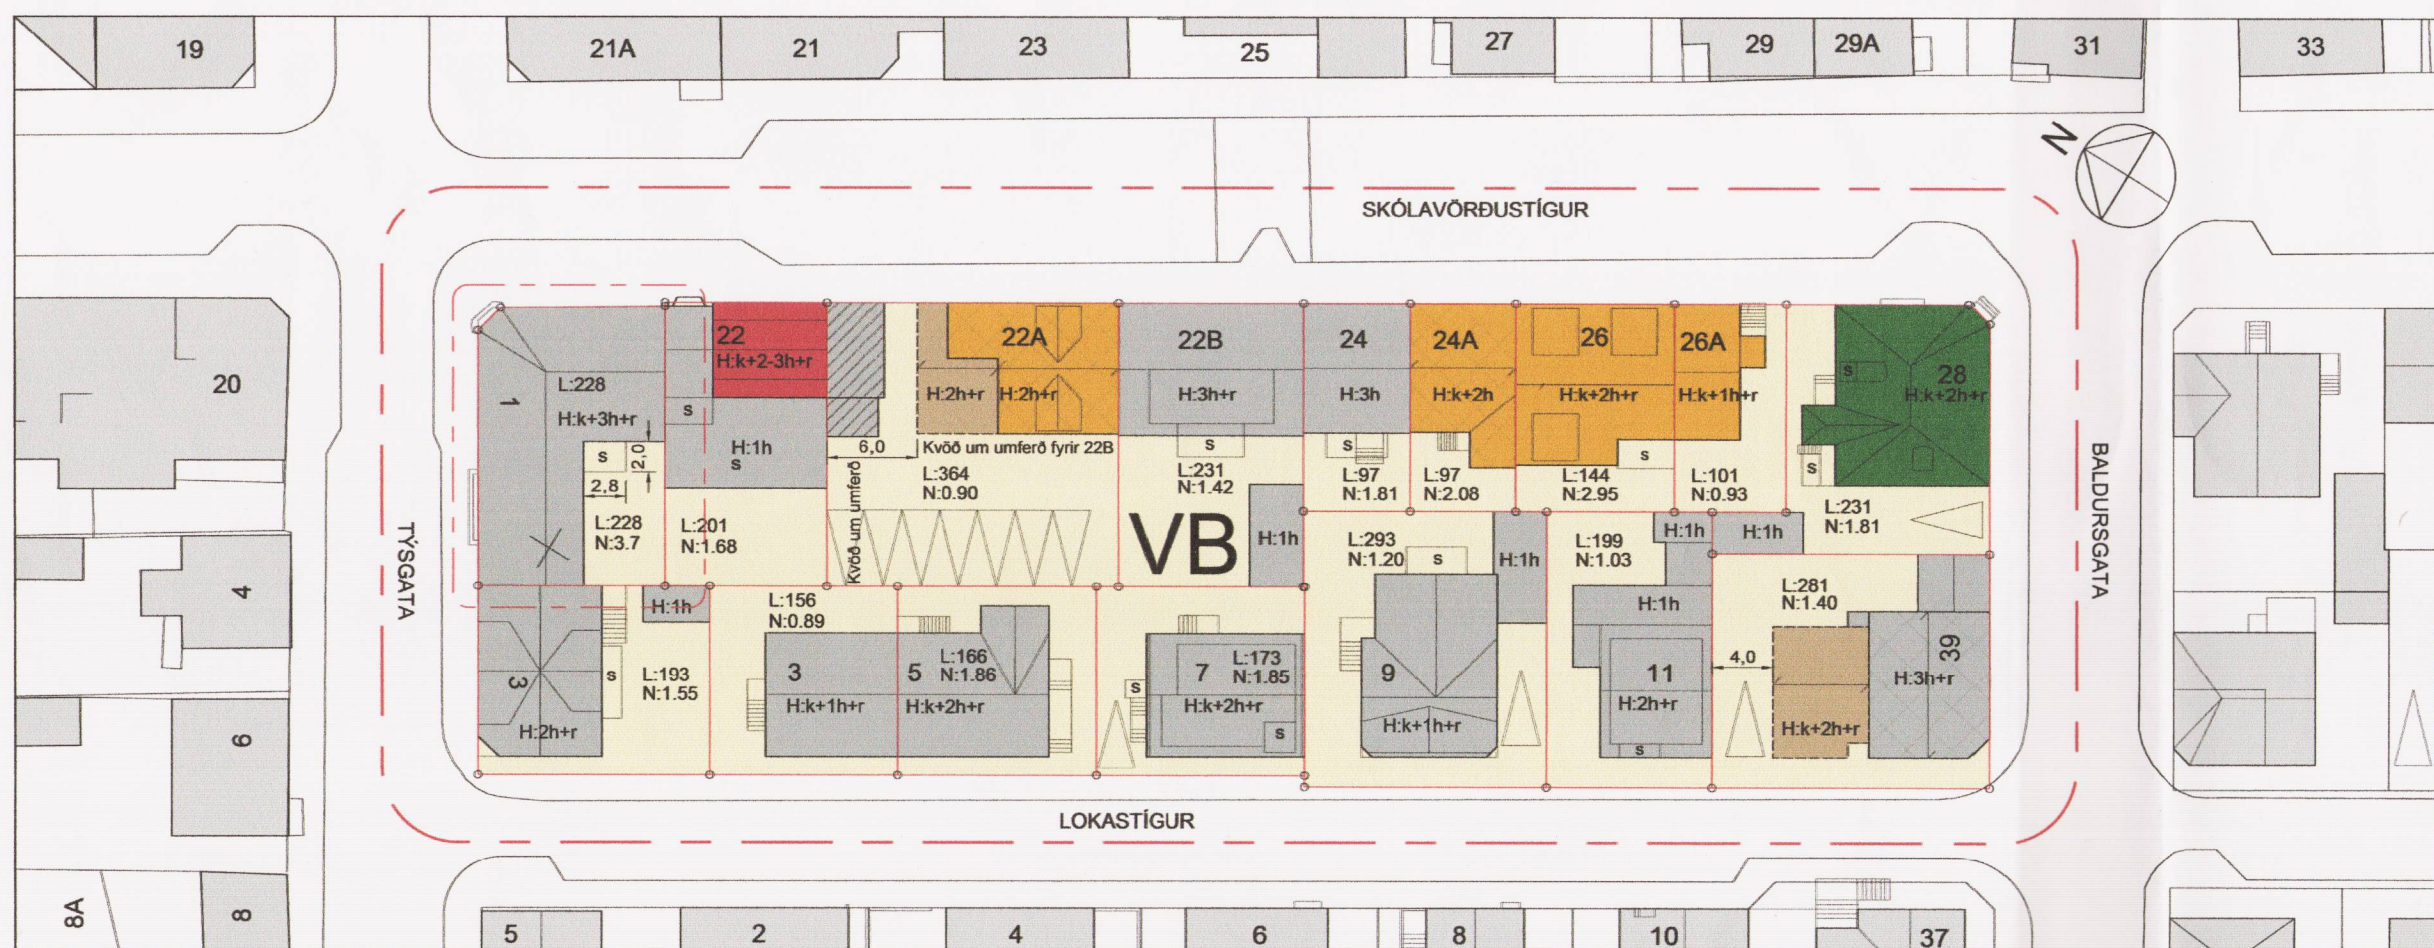 19
21A
21
23
25
27
29
29A
31
33
N
SKÓLAVÖRÐUSTÍGUR
20
1
L:228
H:k+3h+r
S
2,0
2,8
L:228
N:3.7
22
H:k+2-3h+r
S
H:1h
S
L:201
N:1.68
6,0
Kvöð um umferð
22A
H:2h+r
H:2h+r
Kvöð um umferð fyrir 22B
L:364
N:0.90
22B
H:3h+r
S
L:231
N:1.42
VB
H:1h
24
H:3h
S
L:97
N:1.81
24A
H:k+2h
L:97
N:2.08
26
H:k+2h+r
S
L:144
N:2.95
26A
H:k+1h+r
L:101
N:0.93
S
28
H:k+2h+r
S
L:231
N:1.81
TÝSGATA
BALDURSGATA
4
6
3
H:2h+r
H:1h
S
L:193
N:1.55
L:156
N:0.89
3
H:k+1h+r
5
L:166
N:1.86
H:k+2h+r
S
7
L:173
N:1.85
H:k+2h+r
S
L:293
N:1.20
S
H:1h
9
H:k+1h+r
L:199
N:1.03
H:1h
H:1h
H:1h
11
H:2h+r
S
L:281
N:1.40
4,0
H:k+2h+r
39
H:3h+r
LOKASTÍGUR
8A
8
5
2
4
6
8
10
37